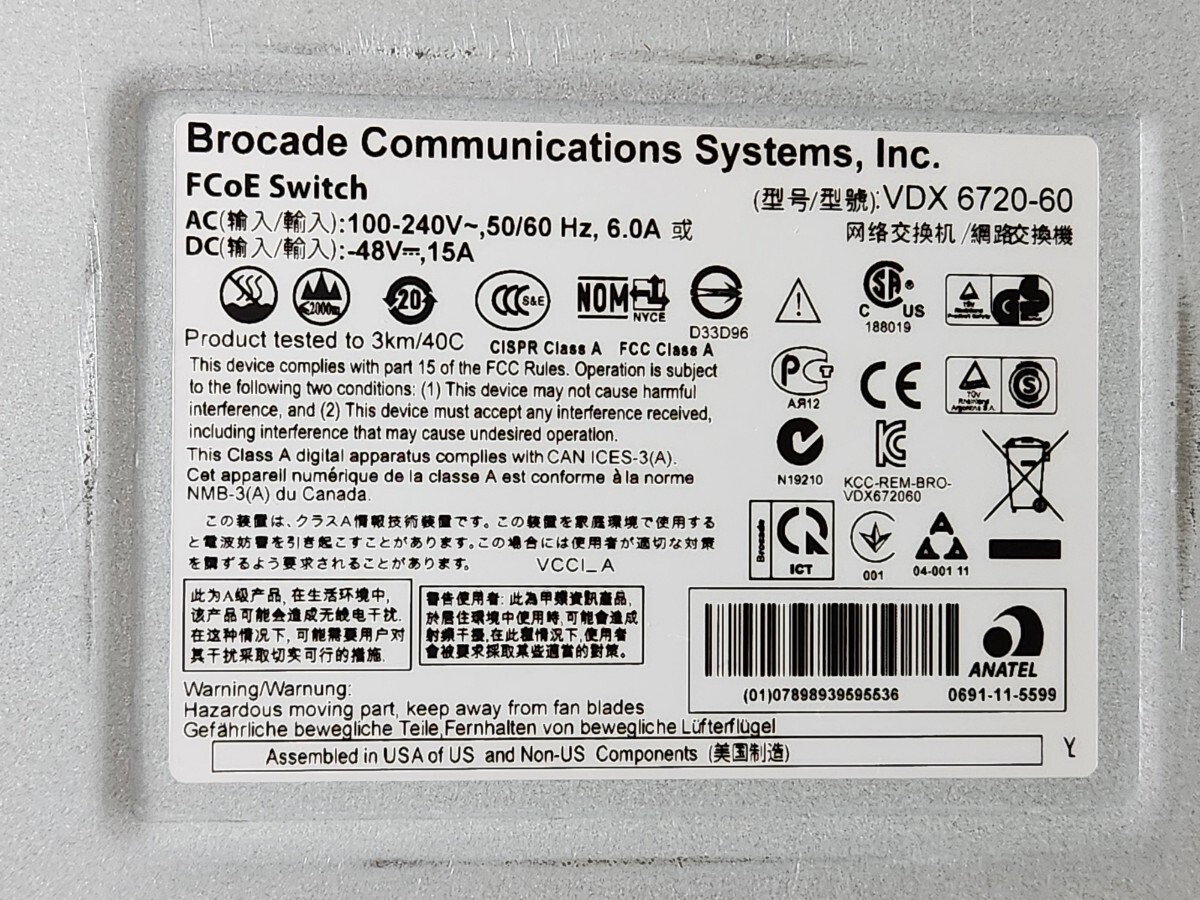 Brocade Communications Systems, Inc.
FCoE Switch
(型号/型號):VDX 6720-60
AC(输入/輸入):100-240V~,50/60 Hz, 6.0A 或
DC(输入/輸入):-48V⎓,15A
网络交换机 /網路交換機
2000m
20
CCC S&E
NOM
NYCE
D33D96
C US
188019
Product tested to 3km/40C
CISPR Class A FCC Class A
This device complies with part 15 of the FCC Rules. Operation is subject
to the following two conditions: (1) This device may not cause harmful
interference, and (2) This device must accept any interference received,
including interference that may cause undesired operation.
This Class A digital apparatus complies with CAN ICES-3(A).
Cet appareil numérique de la classe A est conforme à la norme
NMB-3(A) du Canada.
АЯ12
CE
N19210
KCC-REM-BRO-
VDX672060
この装置は、クラスA情報技術装置です。この装置を家庭環境で使用する
と電波妨害を引き起こすことがあります。この場合には使用者が適切な対策
を講ずるよう要求されることがあります。 VCCI_A
Brocade
ICT
001
04-001 11
此为A级产品, 在生活环境中,
该产品可能会造成无线电干扰.
在这种情况下, 可能需要用户对
其干扰采取切实可行的措施.
警告使用者: 此為甲類資訊產品,
於居住環境中使用時,可能會造成
射頻干擾,在此種情況下,使用者
會被要求採取某些適當的對策。
(01)07898939595536
ANATEL
0691-11-5599
Warning/Warnung:
Hazardous moving part, keep away from fan blades
Gefährliche bewegliche Teile,Fernhalten von bewegliche Lüfterflügel
Assembled in USA of US and Non-US Components (美国制造)
Y